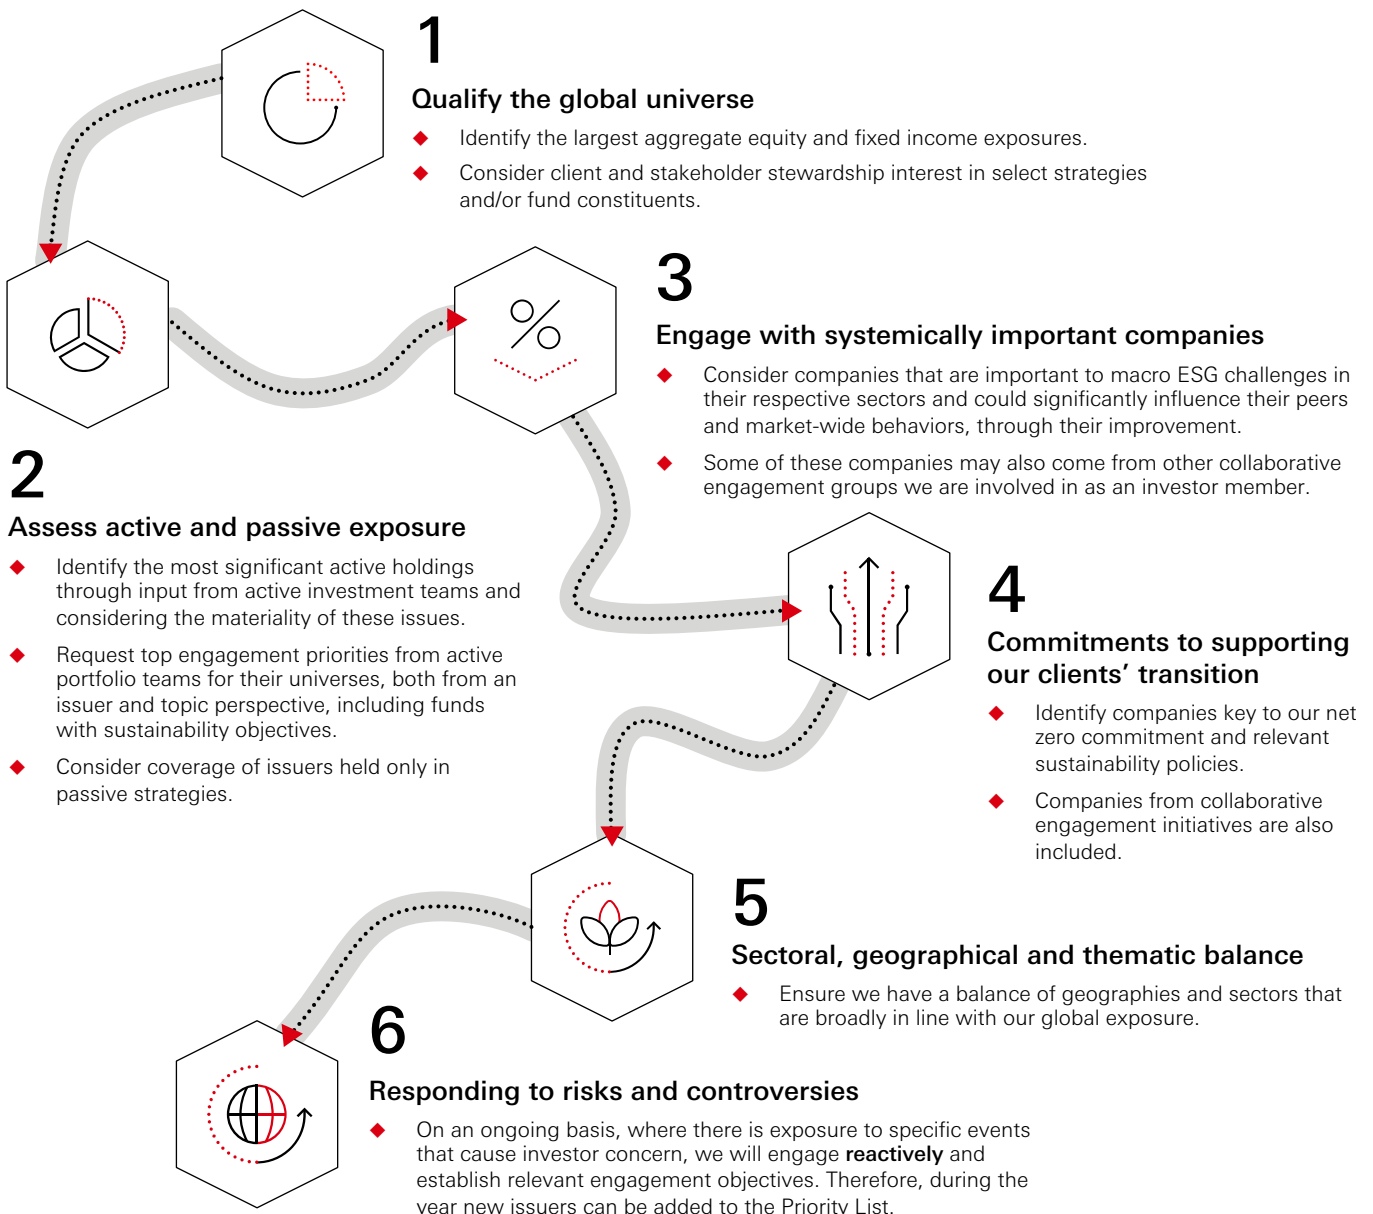 1
Qualify the global universe
Identify the largest aggregate equity and fixed income exposures.
Consider client and stakeholder stewardship interest in select strategies
and/or fund constituents.
2
Assess active and passive exposure
Identify the most significant active holdings
through input from active investment teams and
considering the materiality of these issues.
Request top engagement priorities from active
portfolio teams for their universes, both from an
issuer and topic perspective, including funds
with sustainability objectives.
Consider coverage of issuers held only in
passive strategies.
3
Engage with systemically important companies
Consider companies that are important to macro ESG challenges in
their respective sectors and could significantly influence their peers
and market-wide behaviors, through their improvement.
Some of these companies may also come from other collaborative
engagement groups we are involved in as an investor member.
4
Commitments to supporting
our clients’ transition
Identify companies key to our net
zero commitment and relevant
sustainability policies.
Companies from collaborative
engagement initiatives are also
included.
5
Sectoral, geographical and thematic balance
Ensure we have a balance of geographies and sectors that
are broadly in line with our global exposure.
6
Responding to risks and controversies
On an ongoing basis, where there is exposure to specific events
that cause investor concern, we will engage reactively and
establish relevant engagement objectives. Therefore, during the
year new issuers can be added to the Priority List.